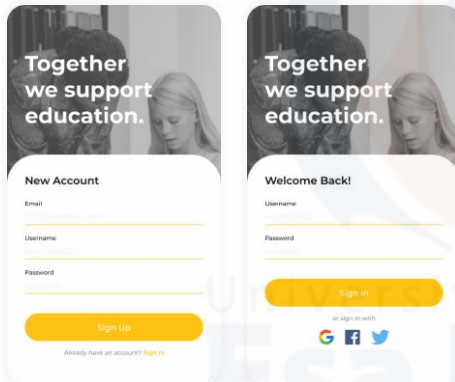 Together
we support
education.
New Account
Email
Username
Password
Sign Up
Already have an account? Sign in
Together
we support
education.
Welcome Back!
Username
Password
Sign In
or sign in with